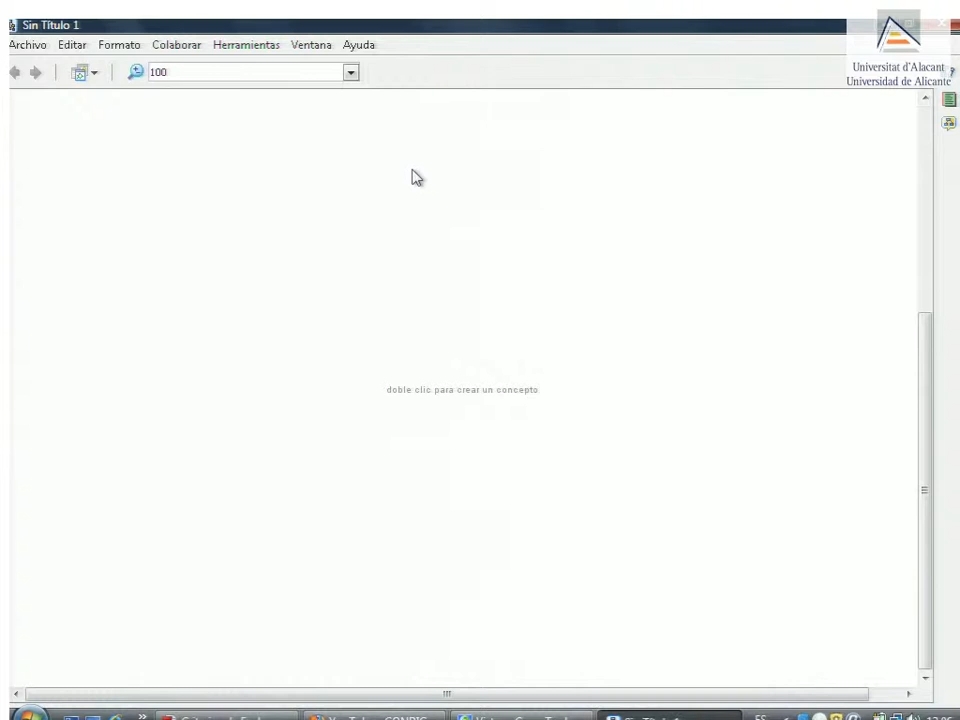 Sin Título 1
Archivo Editar Formato Colaborar Herramientas Ventana Ayuda
Universitat d'Alacant
Universidad de Alicante
100
doble clic para crear un concepto
ES